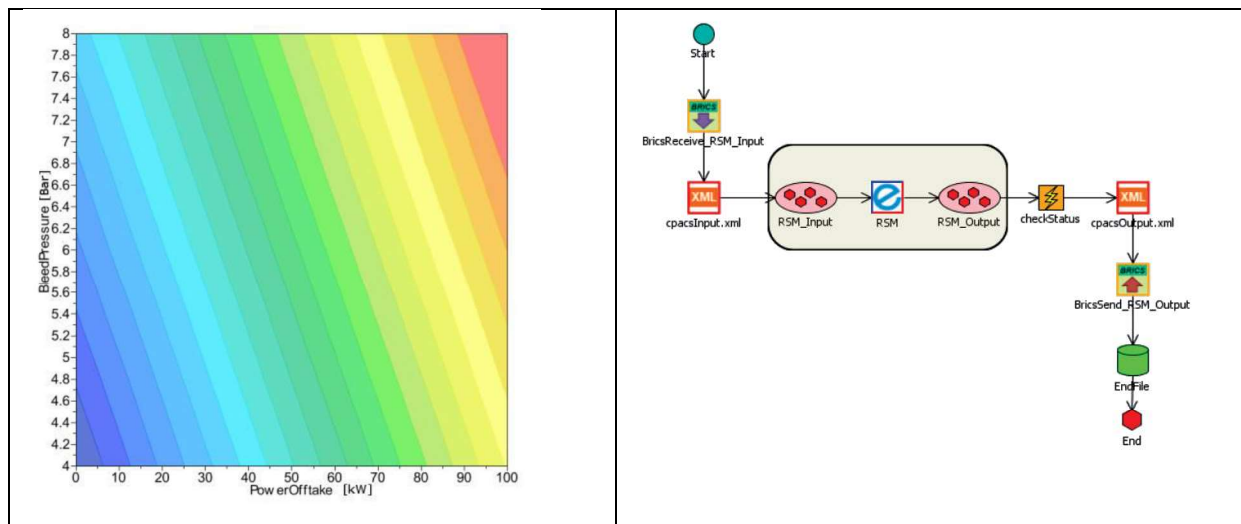 8
7.8
7.6
7.4
7.2
7
6.8
6.6
6.4
6.2
6
5.8
5.6
5.4
5.2
5
4.8
4.6
4.4
4.2
4
BleedPressure [Bar]
0 10 20 30 40 50 60 70 80 90 100
PowerOfftake [kW]
Start
BRICS
BricsReceive_RSM_Input
XML
cpacsInput.xml
RSM_Input
RSM
RSM_Output
checkStatus
XML
cpacsOutput.xml
BRICS
BricsSend_RSM_Output
EndFile
End